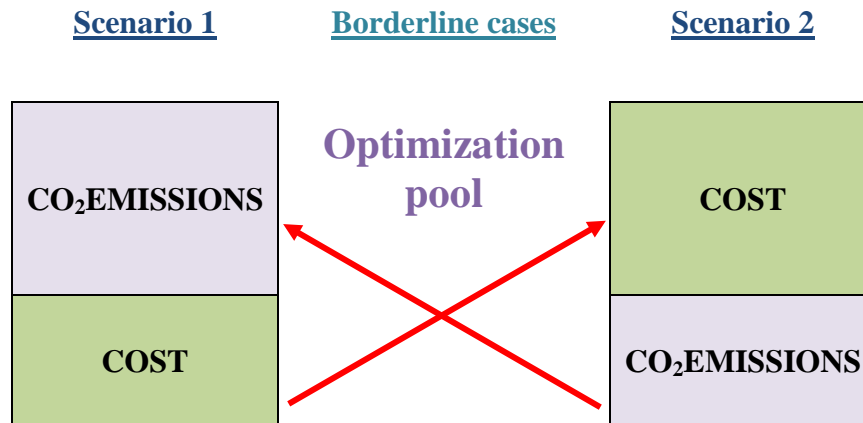 Scenario 1 Borderline cases Scenario 2
Optimization
pool
CO₂EMISSIONS
COST
COST
CO₂EMISSIONS